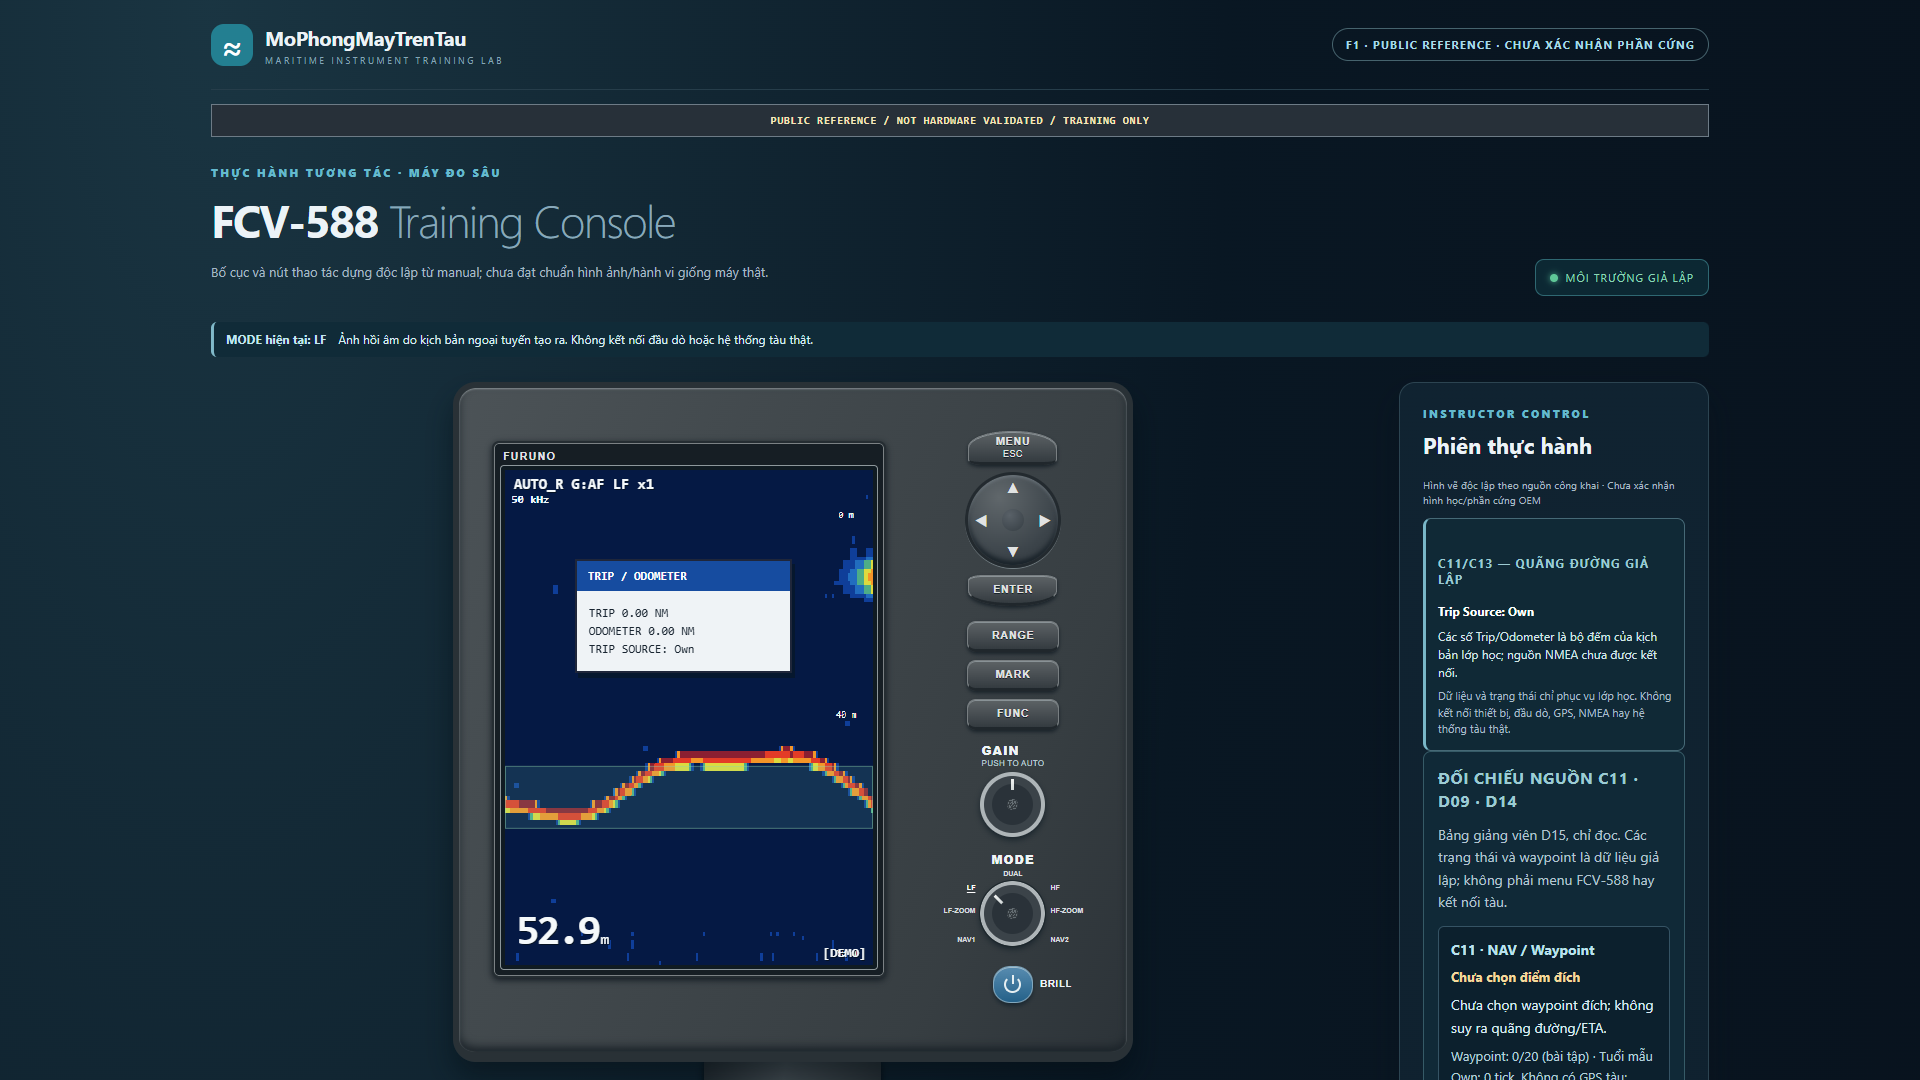 ≈
MoPhongMayTrenTau
MARITIME INSTRUMENT TRAINING LAB
F1 · PUBLIC REFERENCE · CHƯA XÁC NHẬN PHẦN CỨNG
PUBLIC REFERENCE / NOT HARDWARE VALIDATED / TRAINING ONLY
THỰC HÀNH TƯƠNG TÁC · MÁY ĐO SÂU
FCV-588 Training Console
Bố cục và nút thao tác dựng độc lập từ manual; chưa đạt chuẩn hình ảnh/hành vi giống máy thật.
MÔI TRƯỜNG GIẢ LẬP
MODE hiện tại: LF Ảnh hồi âm do kịch bản ngoại tuyến tạo ra. Không kết nối đầu dò hoặc hệ thống tàu thật.
FURUNO
AUTO_R G:AF LF x1
50 kHz
0 m
TRIP / ODOMETER
TRIP 0.00 NM
ODOMETER 0.00 NM
TRIP SOURCE: Own
40 m
52.9m
[DEMO]
MENU
ESC
▲
◀ ▶
▼
ENTER
RANGE
MARK
FUNC
GAIN
PUSH TO AUTO
MODE
DUAL
LF HF
LF-ZOOM HF-ZOOM
NAV1 NAV2
BRILL
INSTRUCTOR CONTROL
Phiên thực hành
Hình vẽ độc lập theo nguồn công khai · Chưa xác nhận
hình học/phần cứng OEM
C11/C13 — QUÃNG ĐƯỜNG GIẢ
LẬP
Trip Source: Own
Các số Trip/Odometer là bộ đếm của kịch
bản lớp học; nguồn NMEA chưa được kết
nối.
Dữ liệu và trạng thái chỉ phục vụ lớp học. Không
kết nối thiết bị, đầu dò, GPS, NMEA hay hệ
thống tàu thật.
ĐỐI CHIẾU NGUỒN C11 ·
D09 · D14
Bảng giảng viên D15, chỉ đọc. Các
trạng thái và waypoint là dữ liệu giả
lập; không phải menu FCV-588 hay
kết nối tàu.
C11 · NAV / Waypoint
Chưa chọn điểm đích
Chưa chọn waypoint đích; không
suy ra quãng đường/ETA.
Waypoint: 0/20 (bài tập) · Tuổi mẫu
Own: 0 tick. Không có GPS tàu;